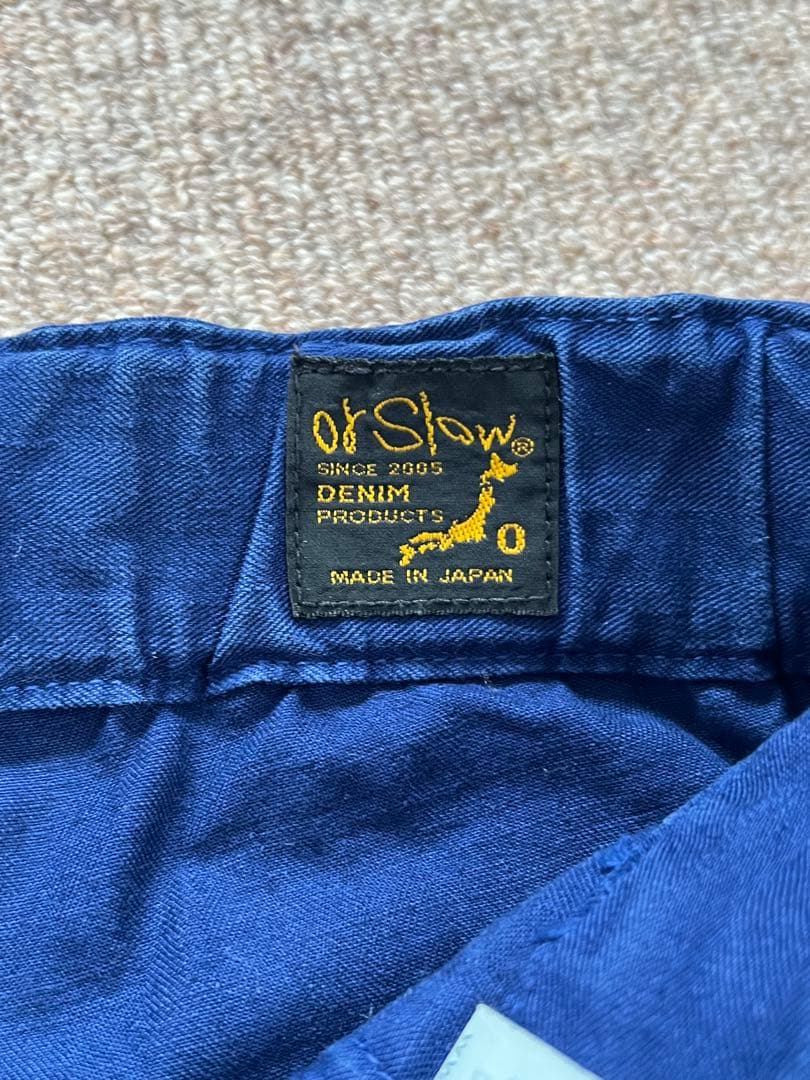 orSlow®
SINCE 2005
DENIM
PRODUCTS
0
MADE IN JAPAN